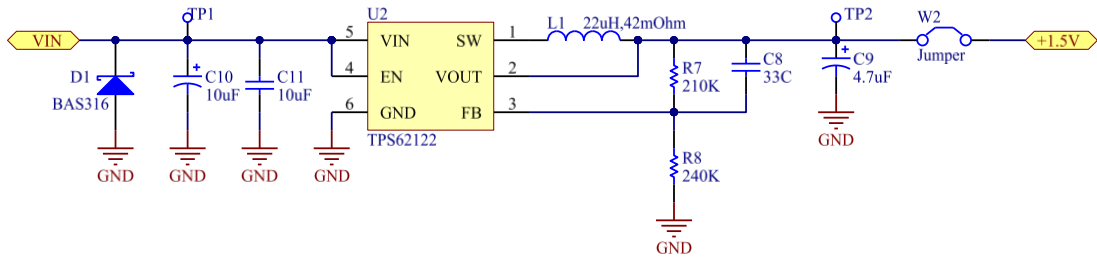 TP1
U2
L1
22uH,42mOhm
TP2
W2
VIN
5
VIN
SW
1
+1.5V
D1
BAS316
C10
10uF
C11
10uF
4
EN
VOUT
2
R7
210K
C8
33C
C9
4.7uF
Jumper
6
GND
FB
3
TPS62122
GND
GND
GND
GND
GND
R8
240K
GND